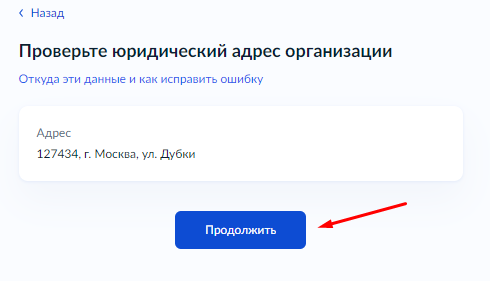 Назад
Проверьте юридический адрес организации
Откуда эти данные и как исправить ошибку
Адрес
127434, г. Москва, ул. Дубки
Продолжить